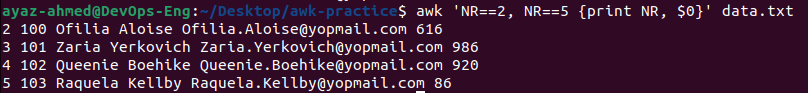 ayaz-ahmed@DevOps-Eng:~/Desktop/awk-practice$ awk 'NR==2, NR==5 {print NR, $0}' data.txt
2 100 Ofilia Aloise Ofilia.Aloise@yopmail.com 616
3 101 Zaria Yerkovich Zaria.Yerkovich@yopmail.com 986
4 102 Queenie Boehike Queenie.Boehike@yopmail.com 920
5 103 Raquela Kellby Raquela.Kellby@yopmail.com 86